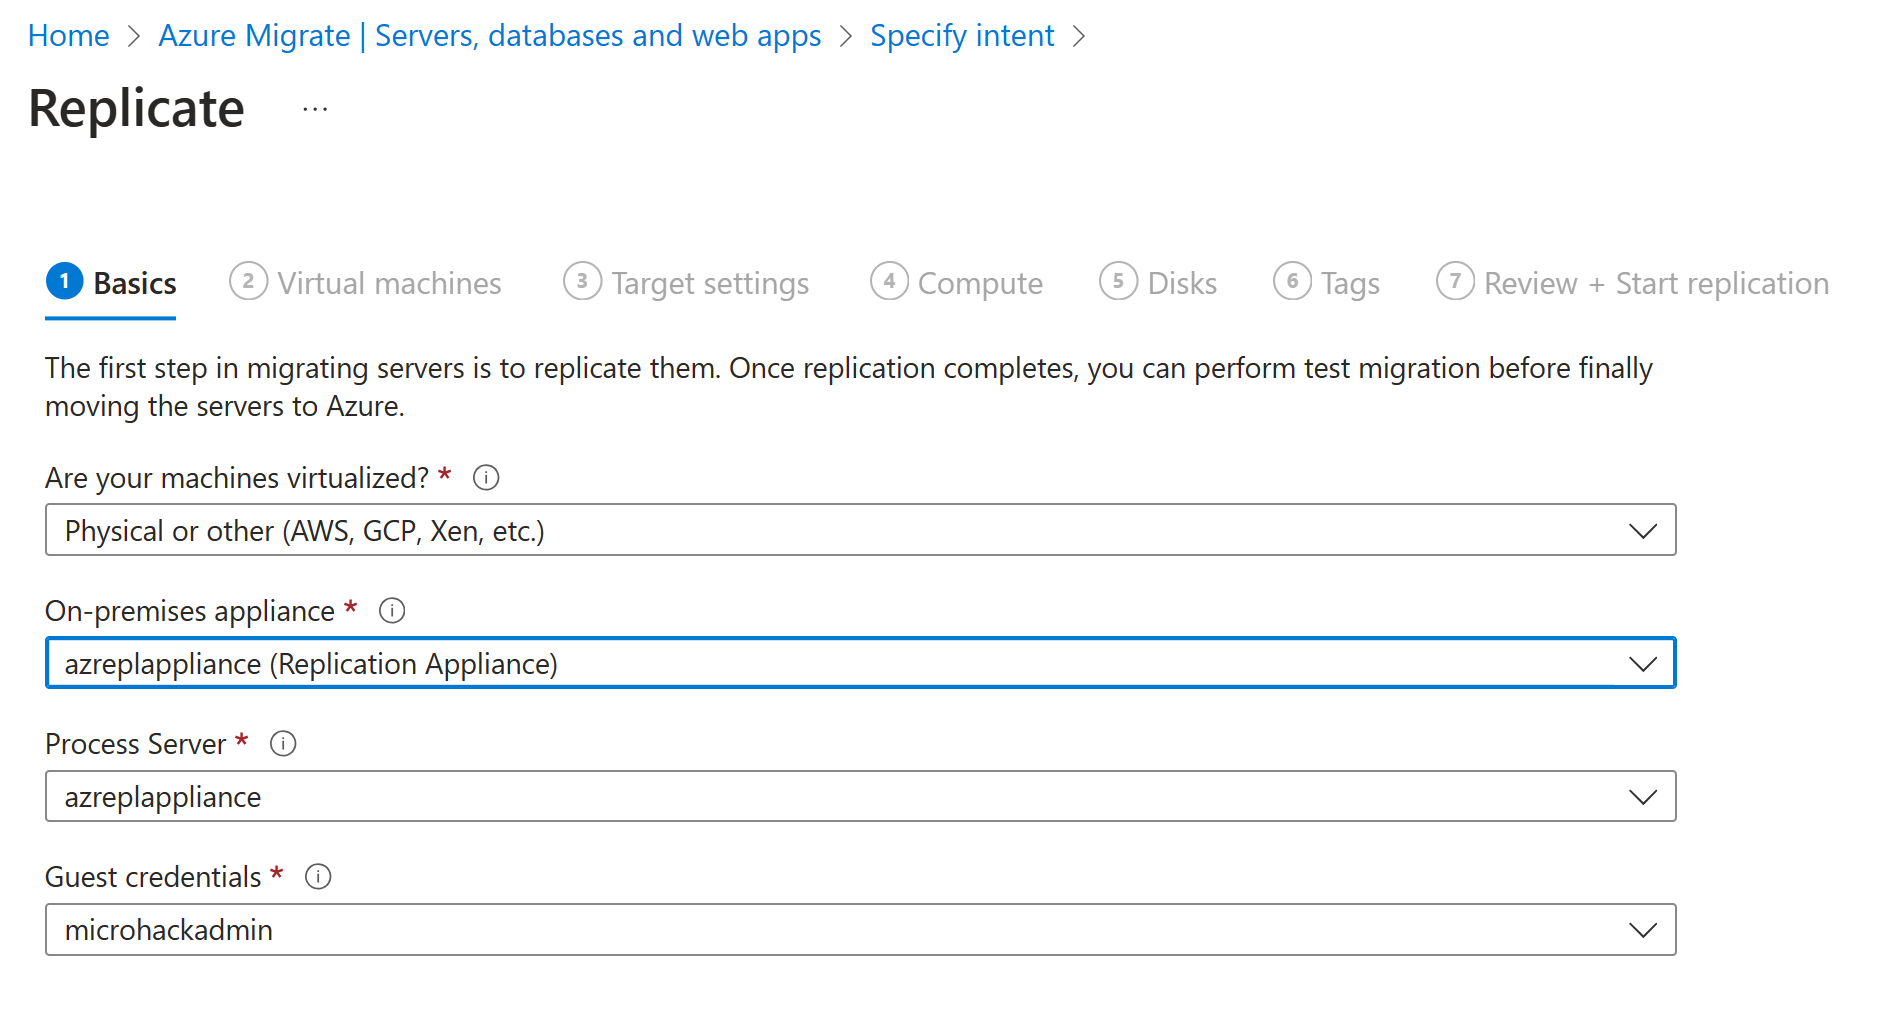 Home > Azure Migrate | Servers, databases and web apps > Specify intent >
Replicate ...
1 Basics 2 Virtual machines 3 Target settings 4 Compute 5 Disks 6 Tags 7 Review + Start replication
The first step in migrating servers is to replicate them. Once replication completes, you can perform test migration before finally
moving the servers to Azure.
Are your machines virtualized? *
Physical or other (AWS, GCP, Xen, etc.)
On-premises appliance *
azreplappliance (Replication Appliance)
Process Server *
azreplappliance
Guest credentials *
microhackadmin